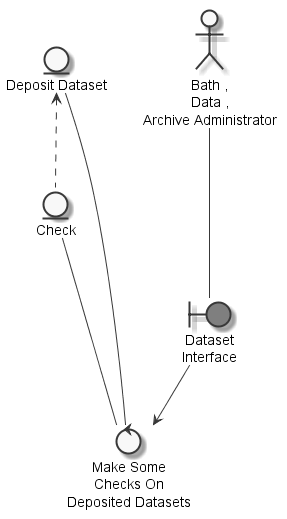 Deposit Dataset
Bath ,
Data ,
Archive Administrator
Check
Dataset
Interface
Make Some
Checks On
Deposited Datasets